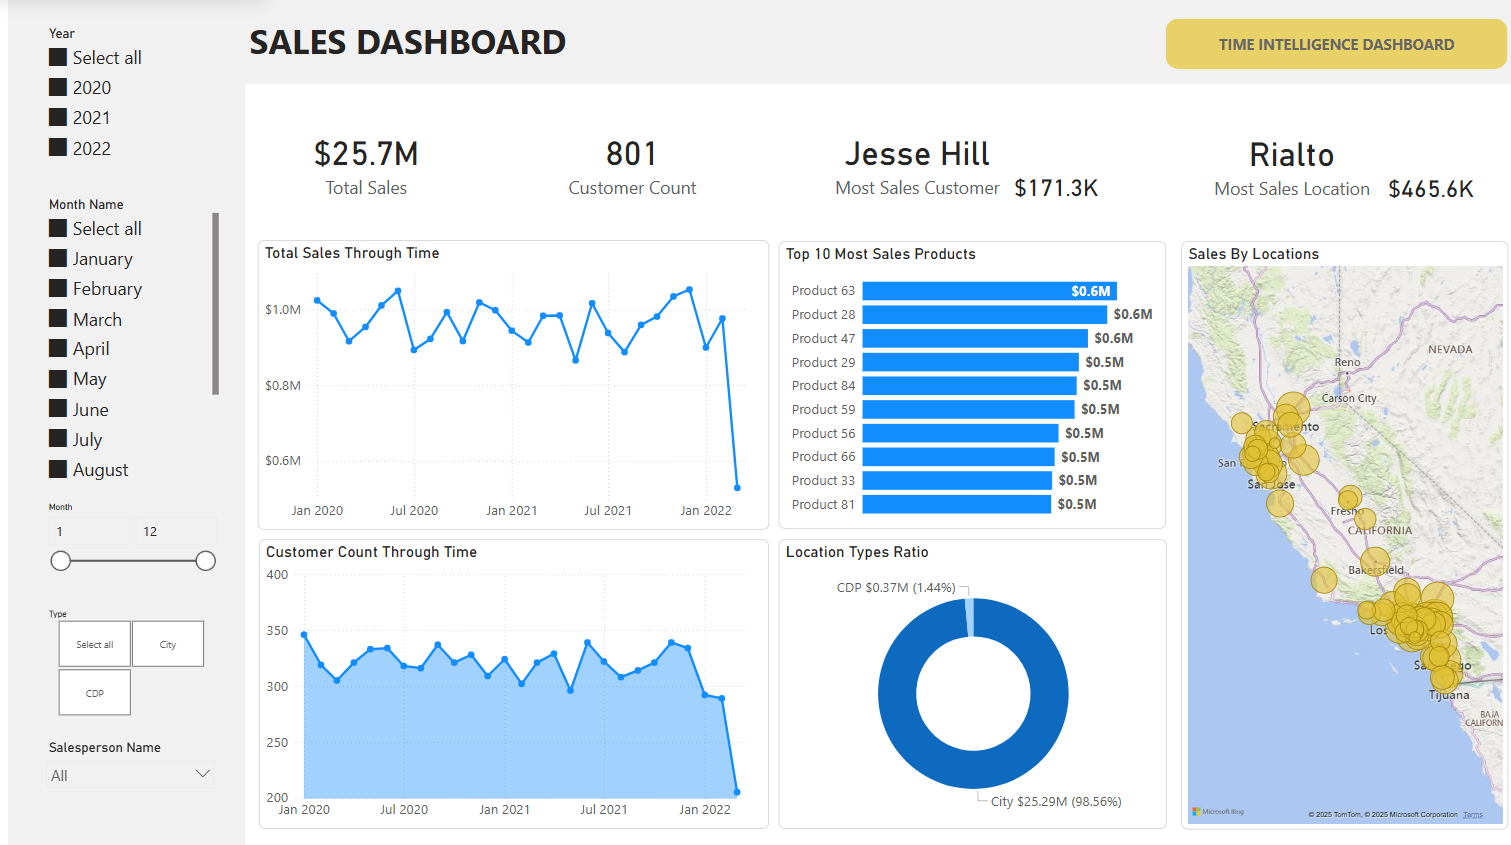 SALES DASHBOARD
TIME INTELLIGENCE DASHBOARD
Year
Select all
2020
2021
2022
Month Name
Select all
January
February
March
April
May
June
July
August
Month
1 12
Type
Select all City
CDP
Salesperson Name
All
$25.7M
Total Sales
801
Customer Count
Jesse Hill
Most Sales Customer $171.3K
Rialto
Most Sales Location $465.6K
Total Sales Through Time
$1.0M
$0.8M
$0.6M
Jan 2020 Jul 2020 Jan 2021 Jul 2021 Jan 2022
Top 10 Most Sales Products
Product 63 $0.6M
Product 28 $0.6M
Product 47 $0.6M
Product 29 $0.5M
Product 84 $0.5M
Product 59 $0.5M
Product 56 $0.5M
Product 66 $0.5M
Product 33 $0.5M
Product 81 $0.5M
Customer Count Through Time
400
350
300
250
200
Jan 2020 Jul 2020 Jan 2021 Jul 2021 Jan 2022
Location Types Ratio
CDP $0.37M (1.44%)
City $25.29M (98.56%)
Sales By Locations
NEVADA
Reno
Carson City
Sacramento
San
San Jose
Fresno
CALIFORNIA
Bakersfield
Los
Tijuana
BAJA
CALIFORN
Microsoft Bing
© 2025 TomTom, © 2025 Microsoft Corporation Terms